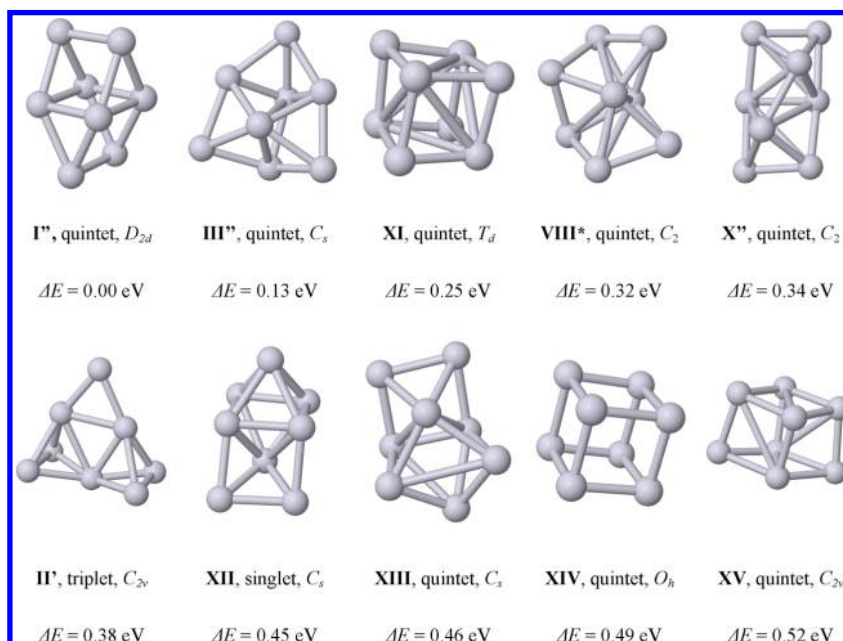 I”, quintet, D2d III”, quintet, Cs XI, quintet, Td VIII*, quintet, C2 X”, quintet, C2
ΔE = 0.00 eV ΔE = 0.13 eV ΔE = 0.25 eV ΔE = 0.32 eV ΔE = 0.34 eV
II’, triplet, C2v XII, singlet, Cs XIII, quintet, Cs XIV, quintet, Oh XV, quintet, C2v
ΔE = 0.38 eV ΔE = 0.45 eV ΔE = 0.46 eV ΔE = 0.49 eV ΔE = 0.52 eV